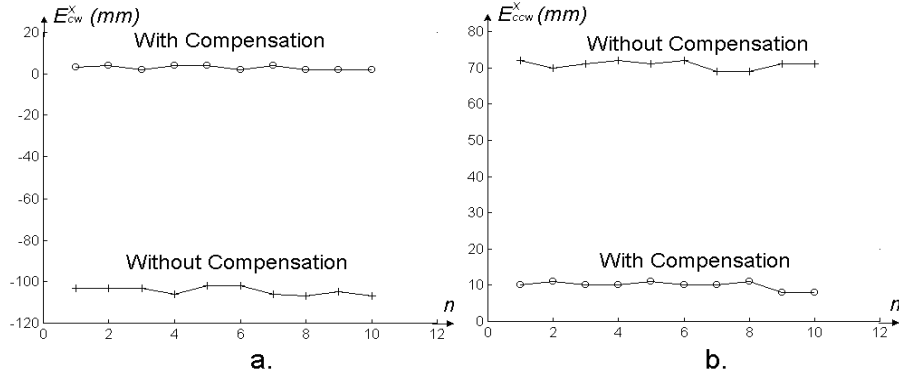 E^x_cw (mm)
20
0
-20
-40
-60
-80
-100
-120
With Compensation
Without Compensation
n
0 2 4 6 8 10 12
a.
E^x_ccw (mm)
80
70
60
50
40
30
20
10
0
Without Compensation
With Compensation
n
0 2 4 6 8 10 12
b.